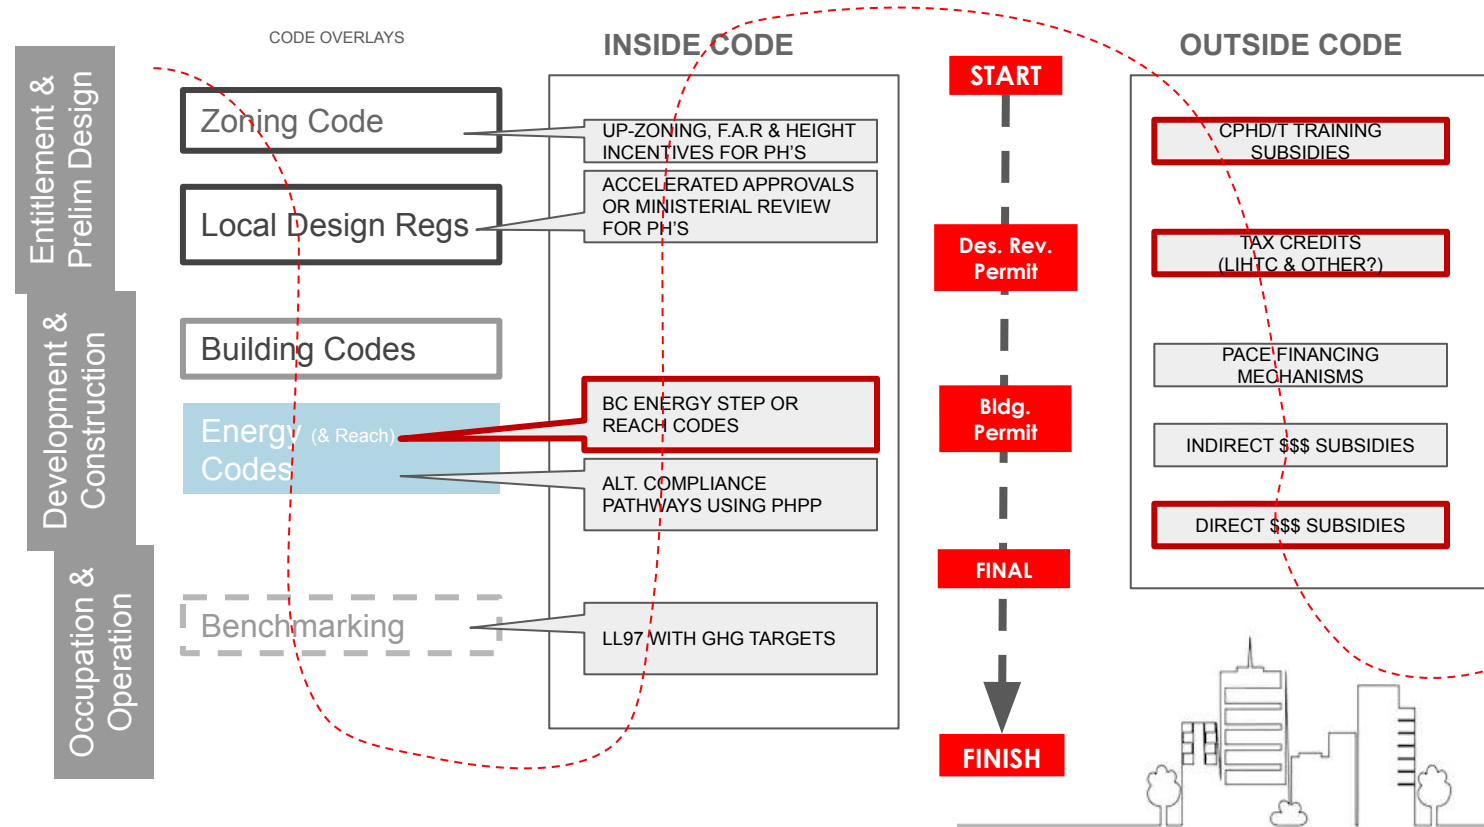 CODE OVERLAYS
INSIDE CODE
OUTSIDE CODE
Entitlement &
Prelim Design
Development &
Construction
Occupation &
Operation
Zoning Code
Local Design Regs
Building Codes
Energy (& Reach)
Codes
Benchmarking
UP-ZONING, F.A.R & HEIGHT
INCENTIVES FOR PH'S
ACCELERATED APPROVALS
OR MINISTERIAL REVIEW
FOR PH'S
BC ENERGY STEP OR
REACH CODES
ALT. COMPLIANCE
PATHWAYS USING PHPP
LL97 WITH GHG TARGETS
START
Des. Rev.
Permit
Bldg.
Permit
FINAL
FINISH
CPHD/T TRAINING
SUBSIDIES
TAX CREDITS
(LIHTC & OTHER?)
PACE FINANCING
MECHANISMS
INDIRECT $$$ SUBSIDIES
DIRECT $$$ SUBSIDIES